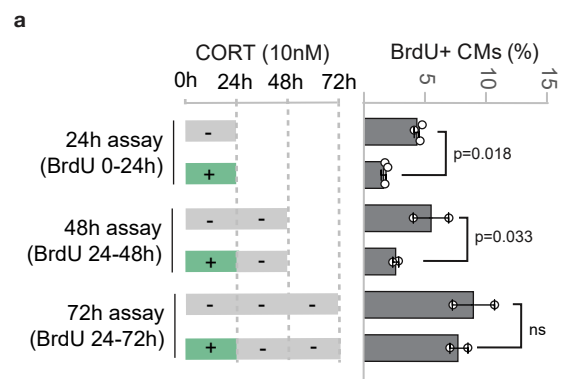 a
CORT (10nM)
BrdU+ CMs (%)
0h 24h 48h 72h
5 10 15
24h assay
(BrdU 0-24h)
-
+
p=0.018
48h assay
(BrdU 24-48h)
- -
+ -
p=0.033
72h assay
(BrdU 24-72h)
- - -
+ - -
ns